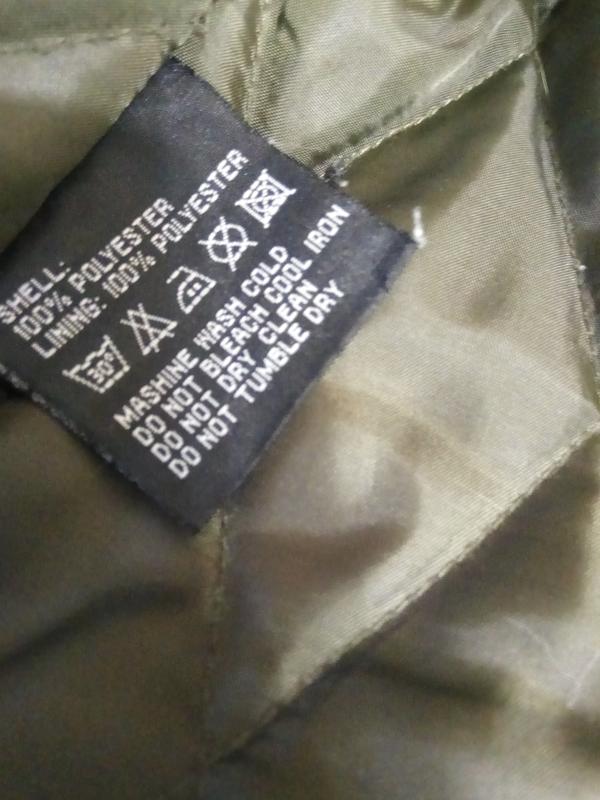 SHELL:
100% POLYESTER
LINING: 100% POLYESTER
30°
MASHINE WASH COLD
DO NOT BLEACH COOL IRON
DO NOT DRY CLEAN
DO NOT TUMBLE DRY